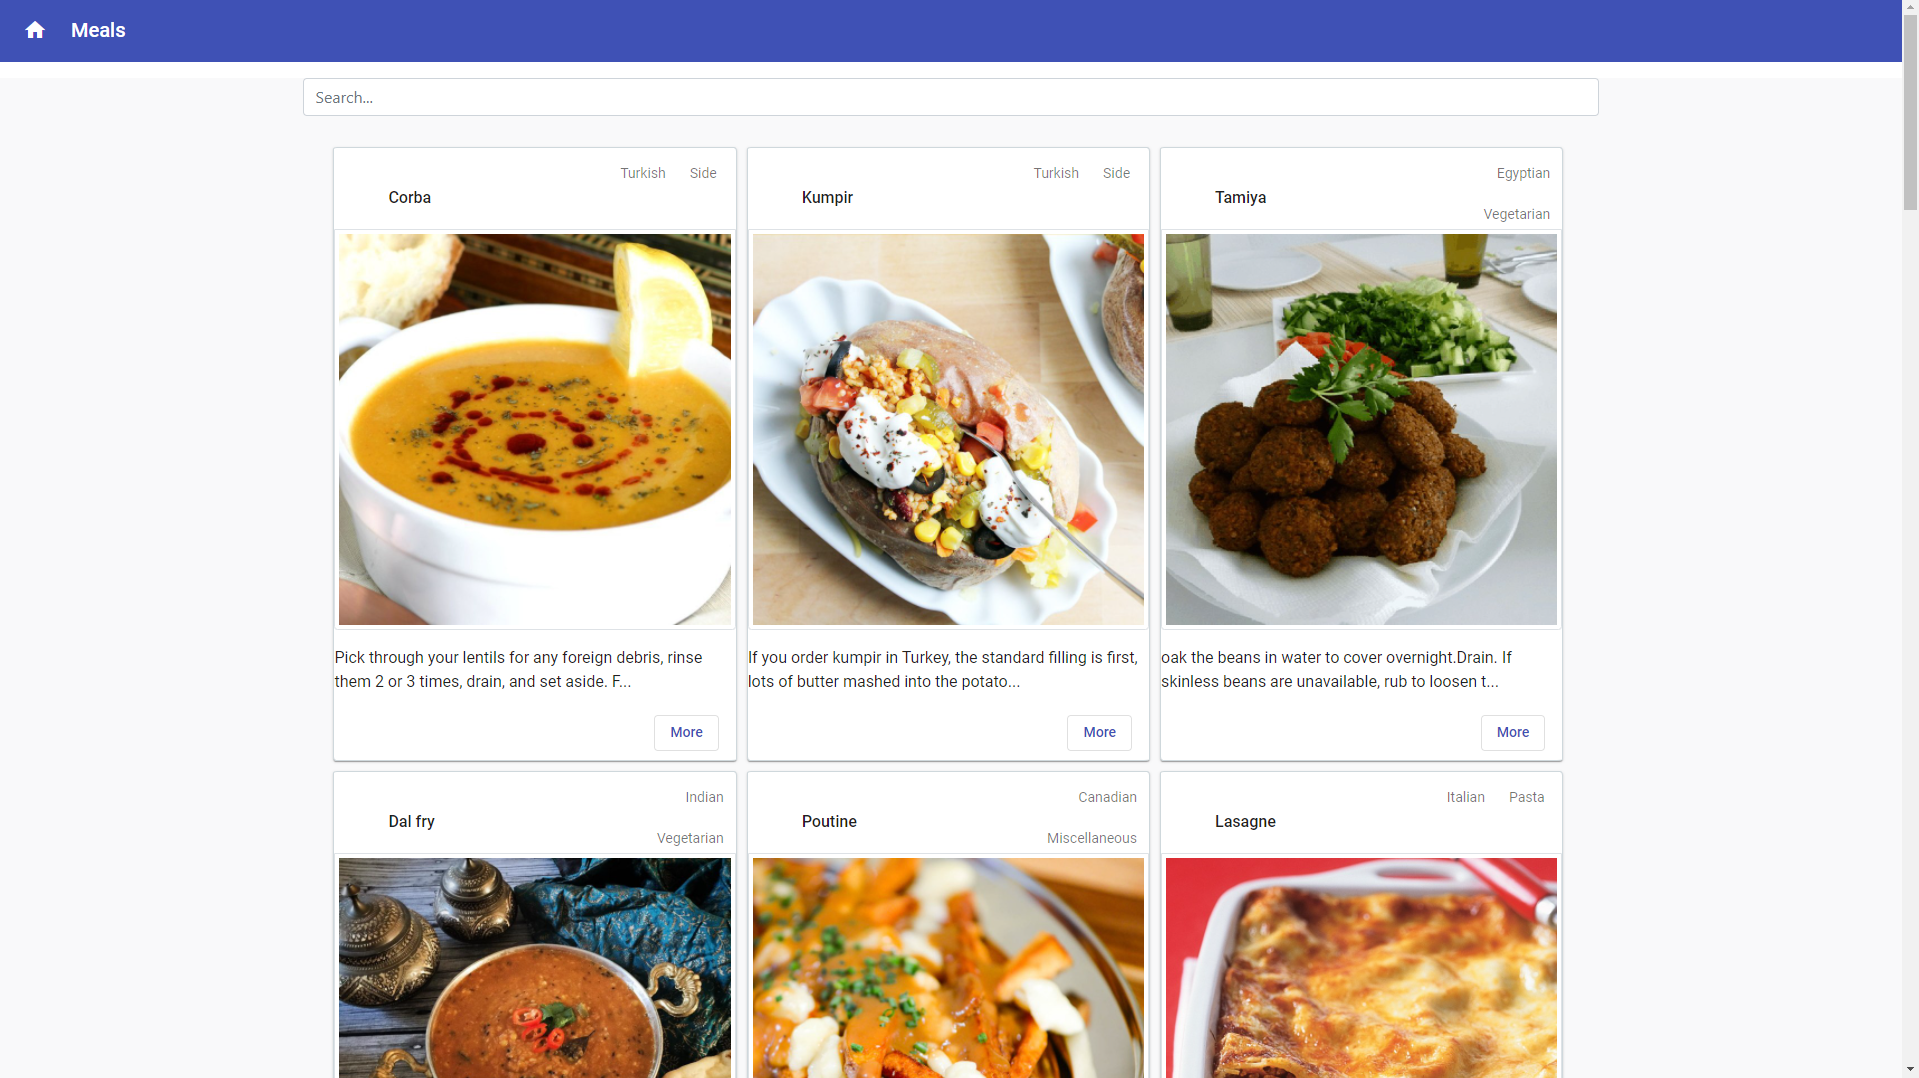 Meals
Search...
Turkish Side
Corba
Turkish Side
Kumpir
Egyptian
Tamiya
Vegetarian
Pick through your lentils for any foreign debris, rinse
them 2 or 3 times, drain, and set aside. F...
More
If you order kumpir in Turkey, the standard filling is first,
lots of butter mashed into the potato...
More
oak the beans in water to cover overnight.Drain. If
skinless beans are unavailable, rub to loosen t...
More
Indian
Dal fry
Vegetarian
Canadian
Poutine
Miscellaneous
Italian Pasta
Lasagne